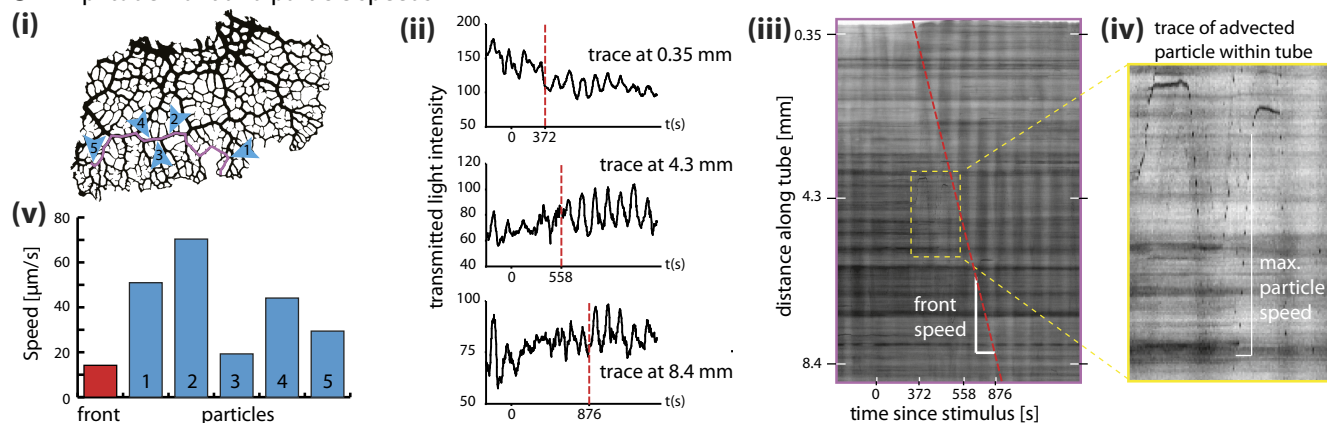 (i)
1
2
3
4
5
(ii)
transmitted light intensity
200
175
150
125
100
50
trace at 0.35 mm
0
372
t(s)
120
100
80
60
40
trace at 4.3 mm
0
558
t(s)
100
75
50
trace at 8.4 mm
0
876
t(s)
(iii)
distance along tube [mm]
0.35
4.3
8.4
front
speed
0
372
558
876
time since stimulus [s]
(iv)
trace of advected
particle within tube
max.
particle
speed
(v)
Speed [µm/s]
80
60
40
20
0
1
2
3
4
5
front
particles